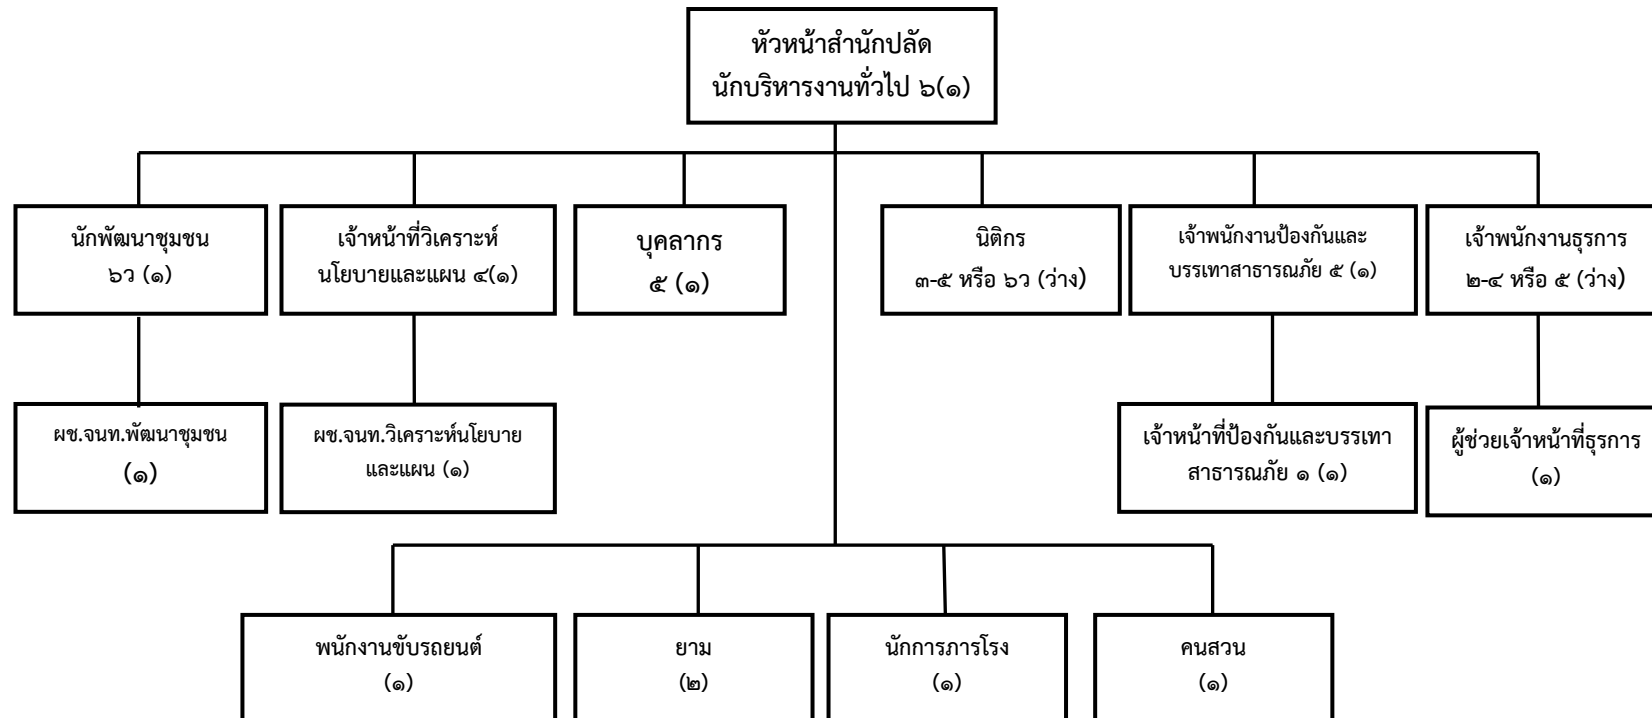 หัวหน้าสำนักปลัด
นักบริหารงานทั่วไป ๖(๑)
นักพัฒนาชุมชน
๖ว (๑)
เจ้าหน้าที่วิเคราะห์
นโยบายและแผน ๔(๑)
บุคลากร
๕ (๑)
นิติกร
๓-๕ หรือ ๖ว (ว่าง)
เจ้าพนักงานป้องกันและ
บรรเทาสาธารณภัย ๕ (๑)
เจ้าพนักงานธุรการ
๒-๔ หรือ ๕ (ว่าง)
ผช.จนท.พัฒนาชุมชน
(๑)
ผช.จนท.วิเคราะห์นโยบาย
และแผน (๑)
เจ้าหน้าที่ป้องกันและบรรเทา
สาธารณภัย ๑ (๑)
ผู้ช่วยเจ้าหน้าที่ธุรการ
(๑)
พนักงานขับรถยนต์
(๑)
ยาม
(๒)
นักการภารโรง
(๑)
คนสวน
(๑)